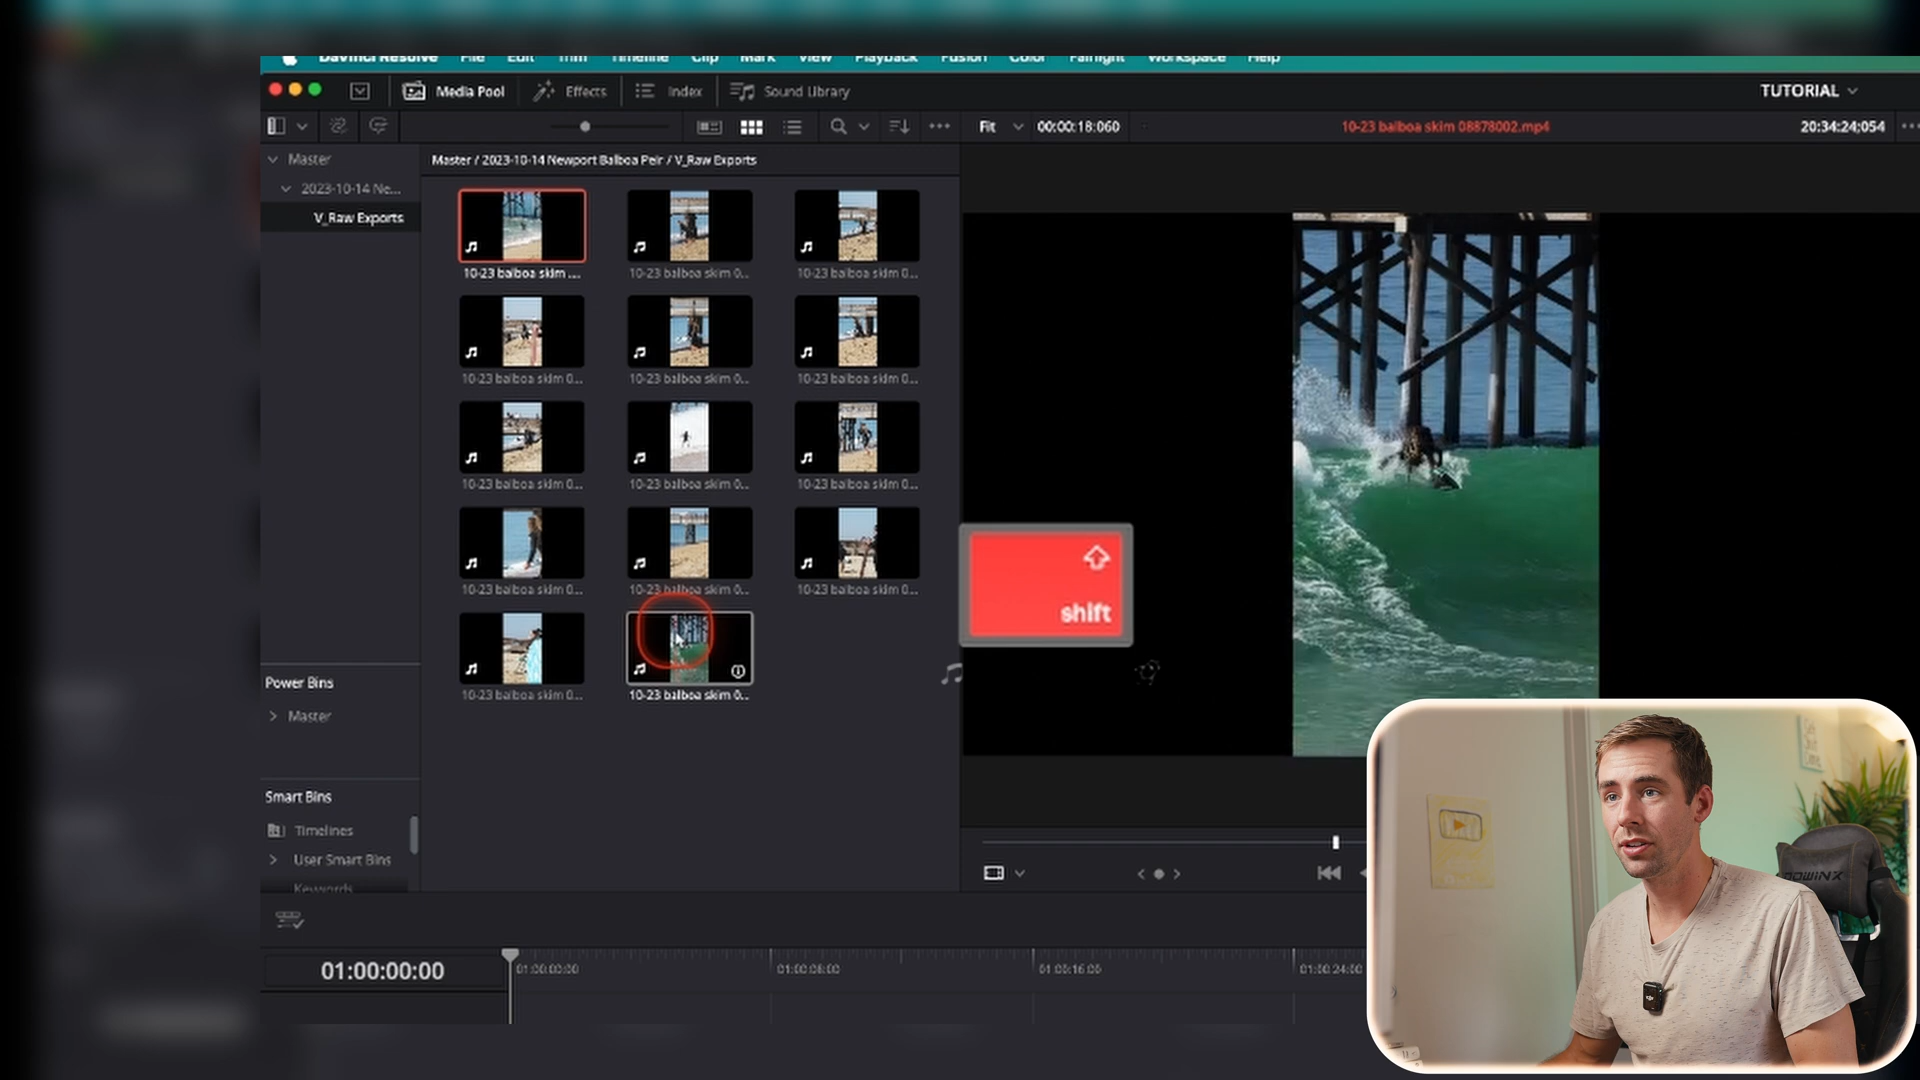 DaVinci Resolve File Edit Trim Timeline Clip Mark View Playback Fusion Color Fairlight Workspace Help
Media Pool Effects Index Sound Library TUTORIAL
Fit 00:00:18:060 10-23 balboa skim 08878002.mp4 20:34:24;054
Master
Master / 2023-10-14 Newport Balboa Peir / V_Raw Exports
2023-10-14 Ne...
V_Raw Exports
10-23 balboa skim ... 10-23 balboa skim 0... 10-23 balboa skim 0...
10-23 balboa skim 0... 10-23 balboa skim 0... 10-23 balboa skim 0...
10-23 balboa skim 0... 10-23 balboa skim 0... 10-23 balboa skim 0...
10-23 balboa skim 0... 10-23 balboa skim 0... 10-23 balboa skim 0...
10-23 balboa skim 0... 10-23 balboa skim 0...
shift
Power Bins
Master
Smart Bins
Timelines
User Smart Bins
Keywords
01:00:00:00
01:00:00:00 01:00:08:00 01:00:16:00 01:00:24:00